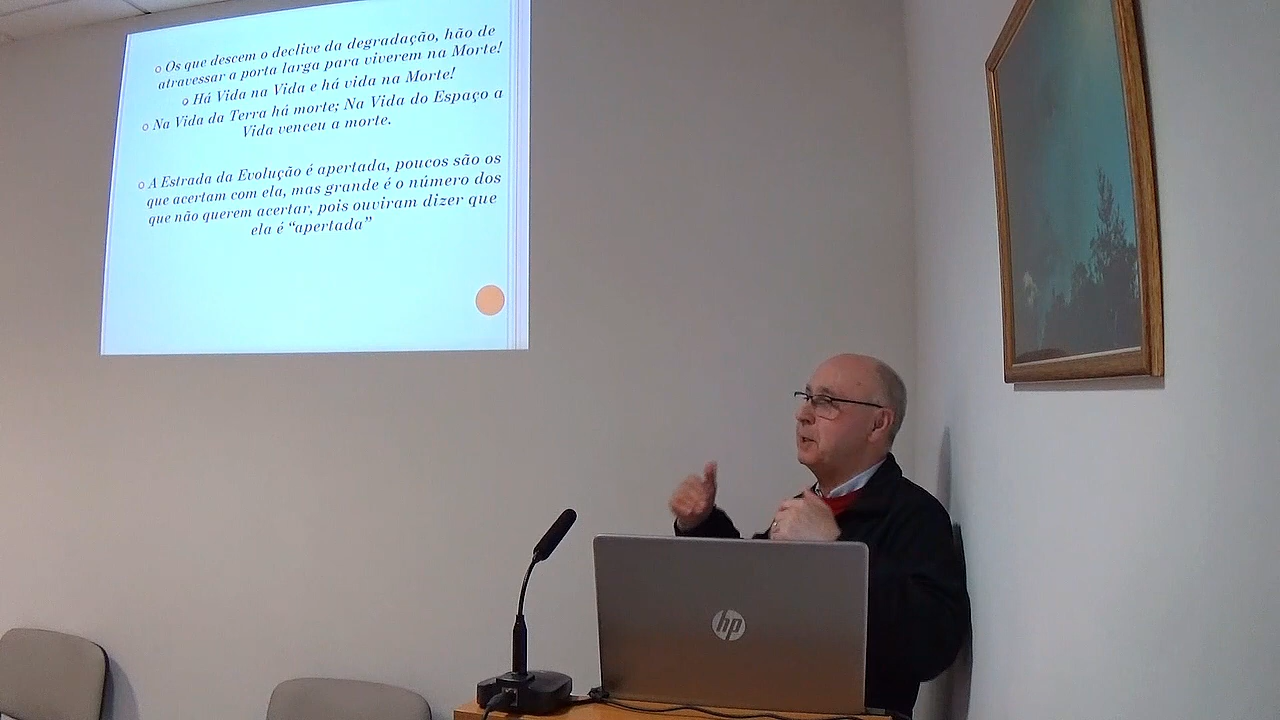 Os que descem o declive da degradação, hão de
atravessar a porta larga para viverem na Morte!
Há Vida na Vida e há vida na Morte!
Na Vida da Terra há morte; Na Vida do Espaço a
Vida venceu a morte.
A Estrada da Evolução é apertada, poucos são os
que acertam com ela, mas grande é o número dos
que não querem acertar, pois ouviram dizer que
ela é “apertada”
hp